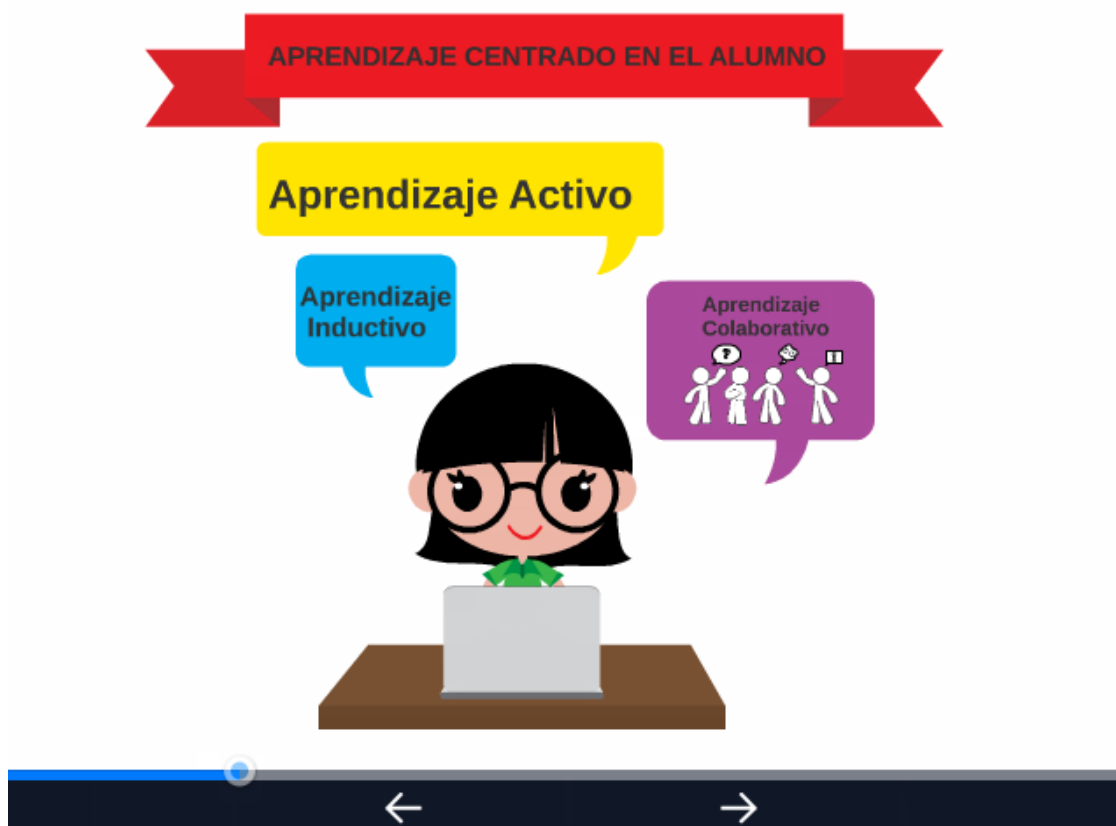 APRENDIZAJE CENTRADO EN EL ALUMNO
Aprendizaje Activo
Aprendizaje
Inductivo
Aprendizaje
Colaborativo
?